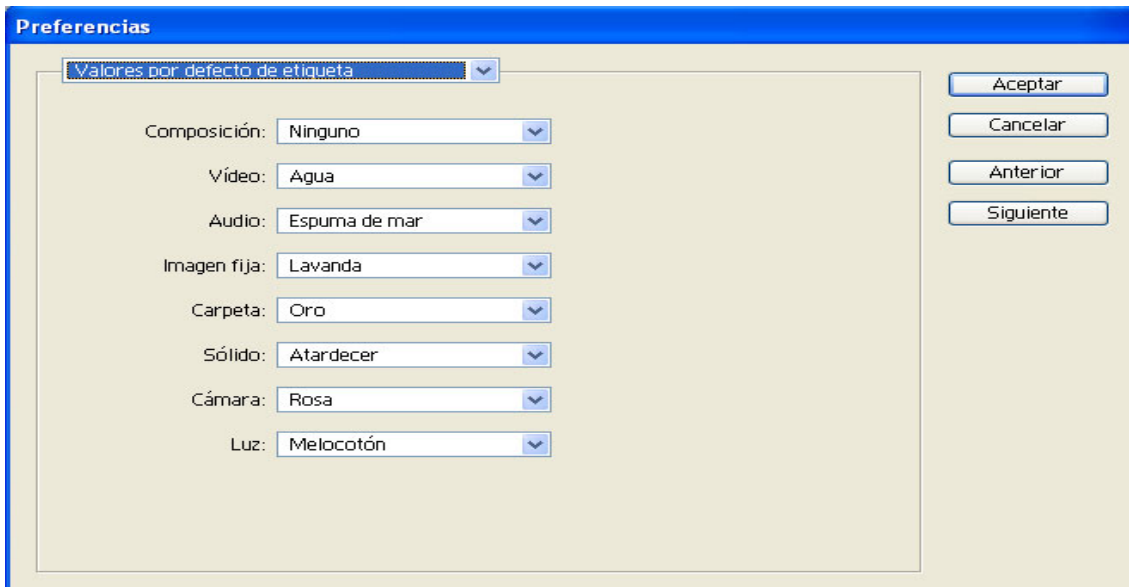 Preferencias
Valores por defecto de etiqueta
Composición: Ninguno
Vídeo: Agua
Audio: Espuma de mar
Imagen fija: Lavanda
Carpeta: Oro
Sólido: Atardecer
Cámara: Rosa
Luz: Melocotón
Aceptar
Cancelar
Anterior
Siguiente